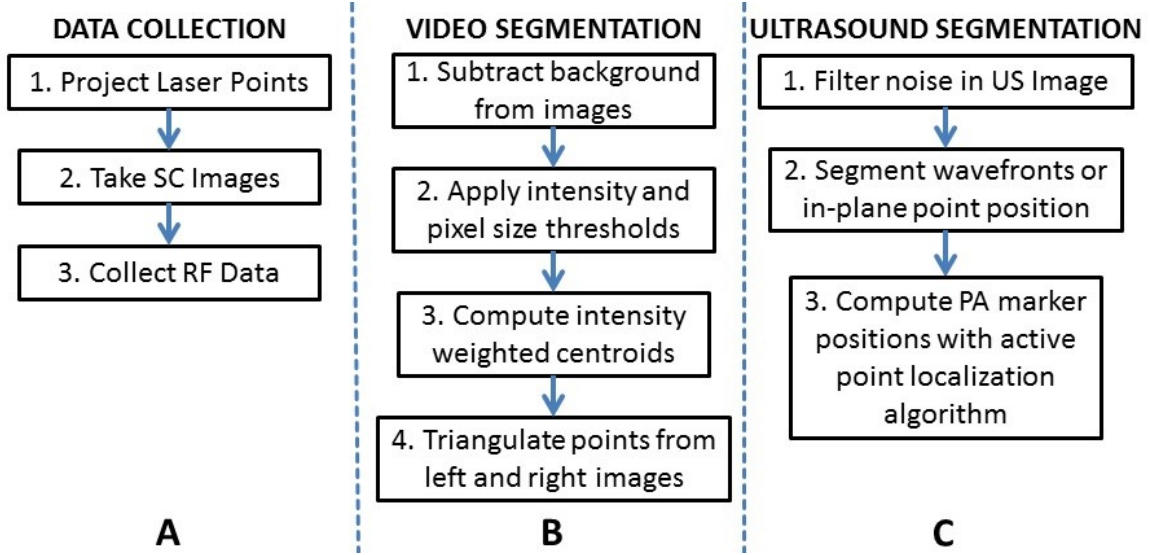 DATA COLLECTION
1. Project Laser Points
2. Take SC Images
3. Collect RF Data
A
VIDEO SEGMENTATION
1. Subtract background
from images
2. Apply intensity and
pixel size thresholds
3. Compute intensity
weighted centroids
4. Triangulate points from
left and right images
B
ULTRASOUND SEGMENTATION
1. Filter noise in US Image
2. Segment wavefronts or
in-plane point position
3. Compute PA marker
positions with active
point localization
algorithm
C